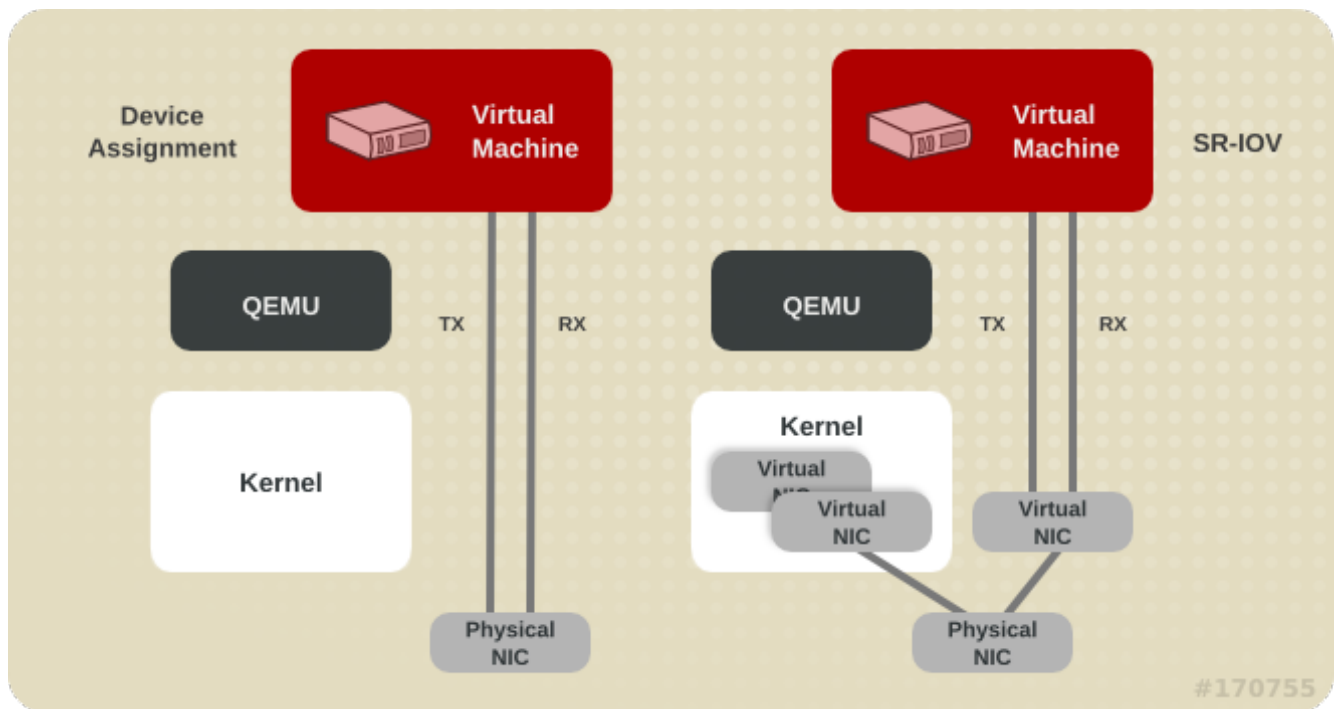 Device
Assignment
Virtual
Machine
QEMU
TX
RX
Kernel
Physical
NIC
Virtual
Machine
SR-IOV
QEMU
TX
RX
Kernel
Virtual
NIC
Virtual
NIC
Virtual
NIC
Physical
NIC
#170755